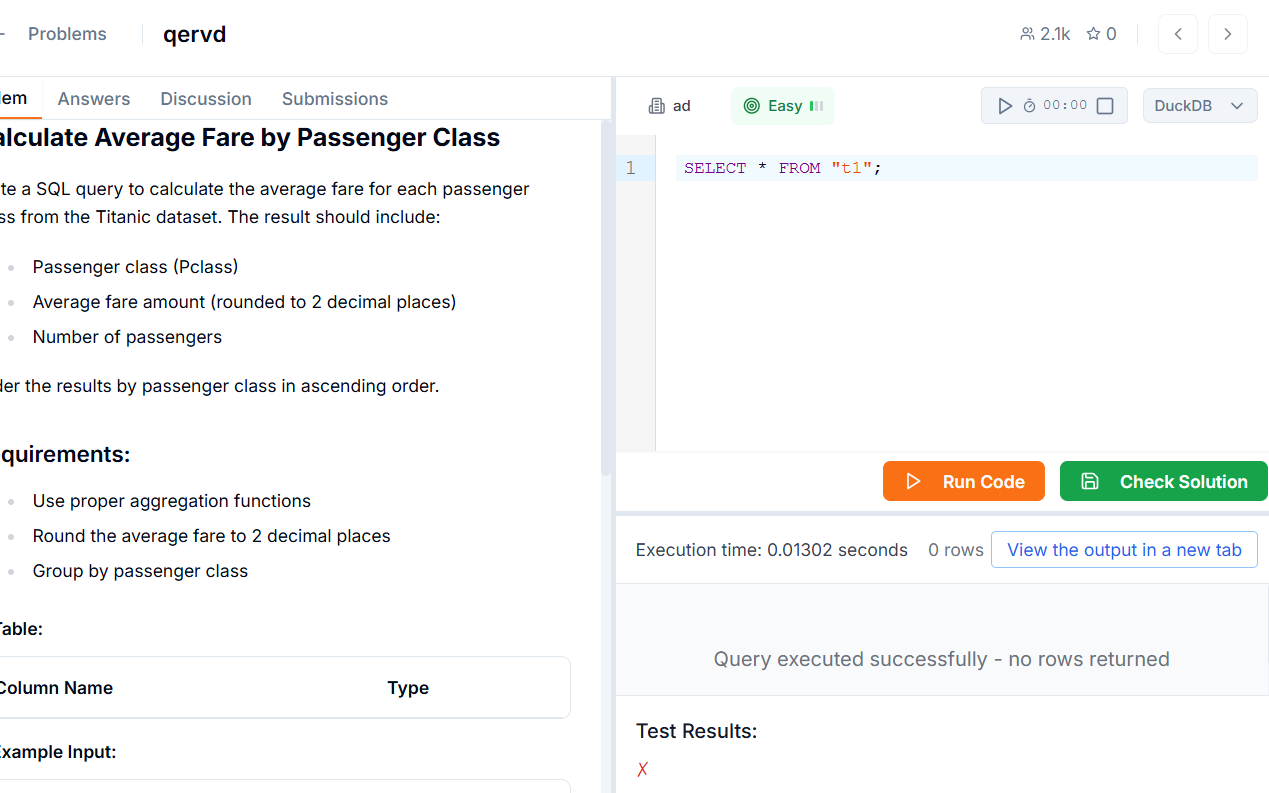 Problems
qervd
2.1k
0
lem
Answers
Discussion
Submissions
alculate Average Fare by Passenger Class
te a SQL query to calculate the average fare for each passenger
ss from the Titanic dataset. The result should include:
Passenger class (Pclass)
Average fare amount (rounded to 2 decimal places)
Number of passengers
der the results by passenger class in ascending order.
quirements:
Use proper aggregation functions
Round the average fare to 2 decimal places
Group by passenger class
Table:
Column Name
Type
Example Input:
ad
Easy
00:00
DuckDB
1
SELECT * FROM "t1";
Run Code
Check Solution
Execution time: 0.01302 seconds
0 rows
View the output in a new tab
Query executed successfully - no rows returned
Test Results:
✗